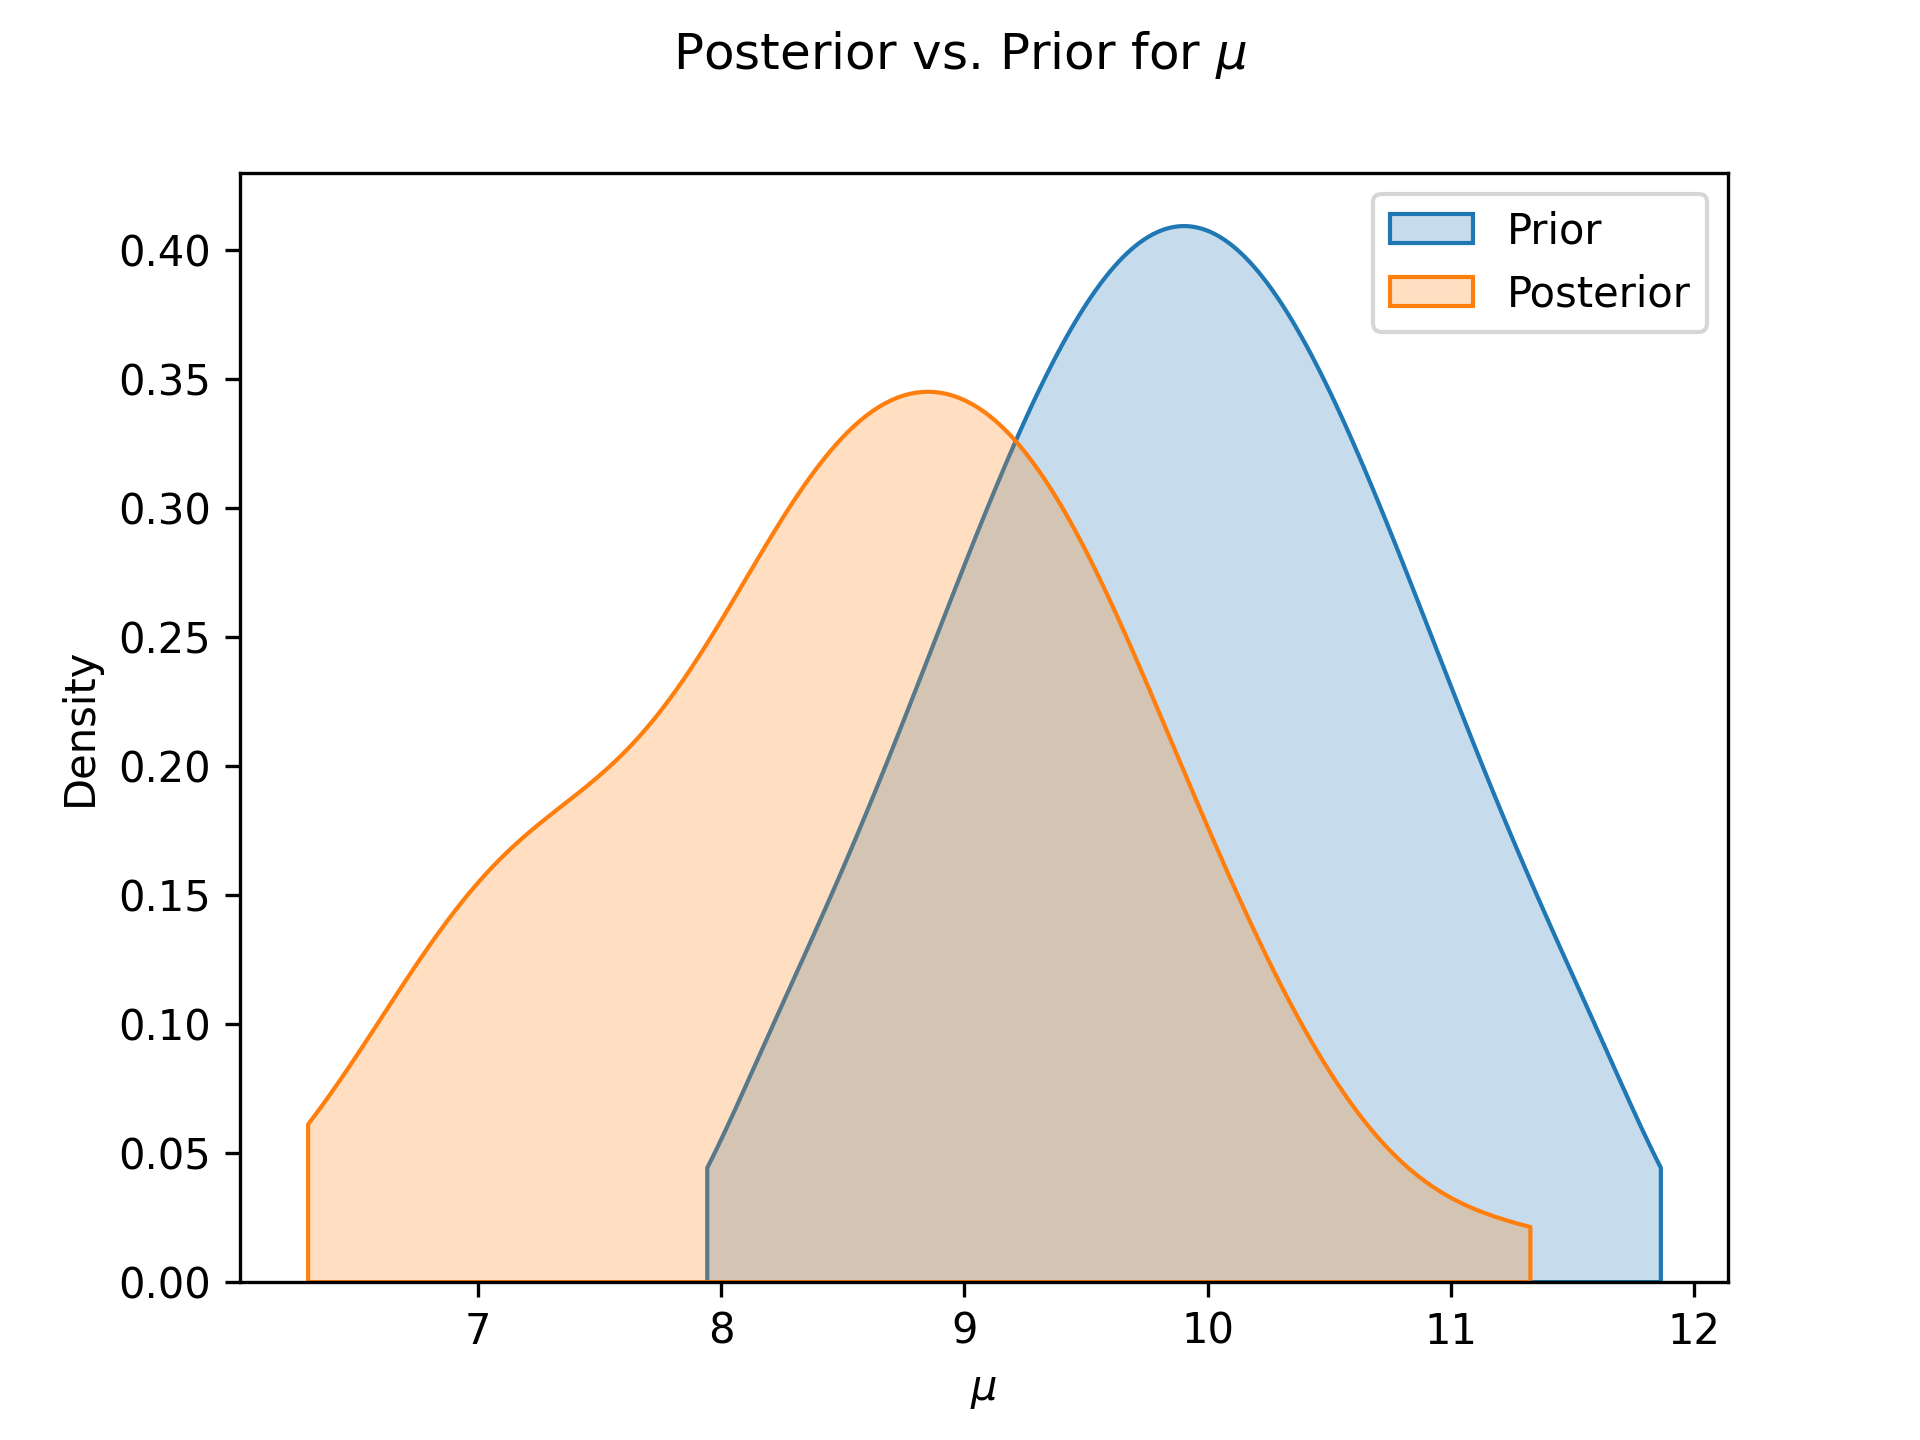 Posterior vs. Prior for μ
Prior
Posterior
0.40
0.35
0.30
0.25
0.20
0.15
0.10
0.05
0.00
Density
7 8 9 10 11 12
μ